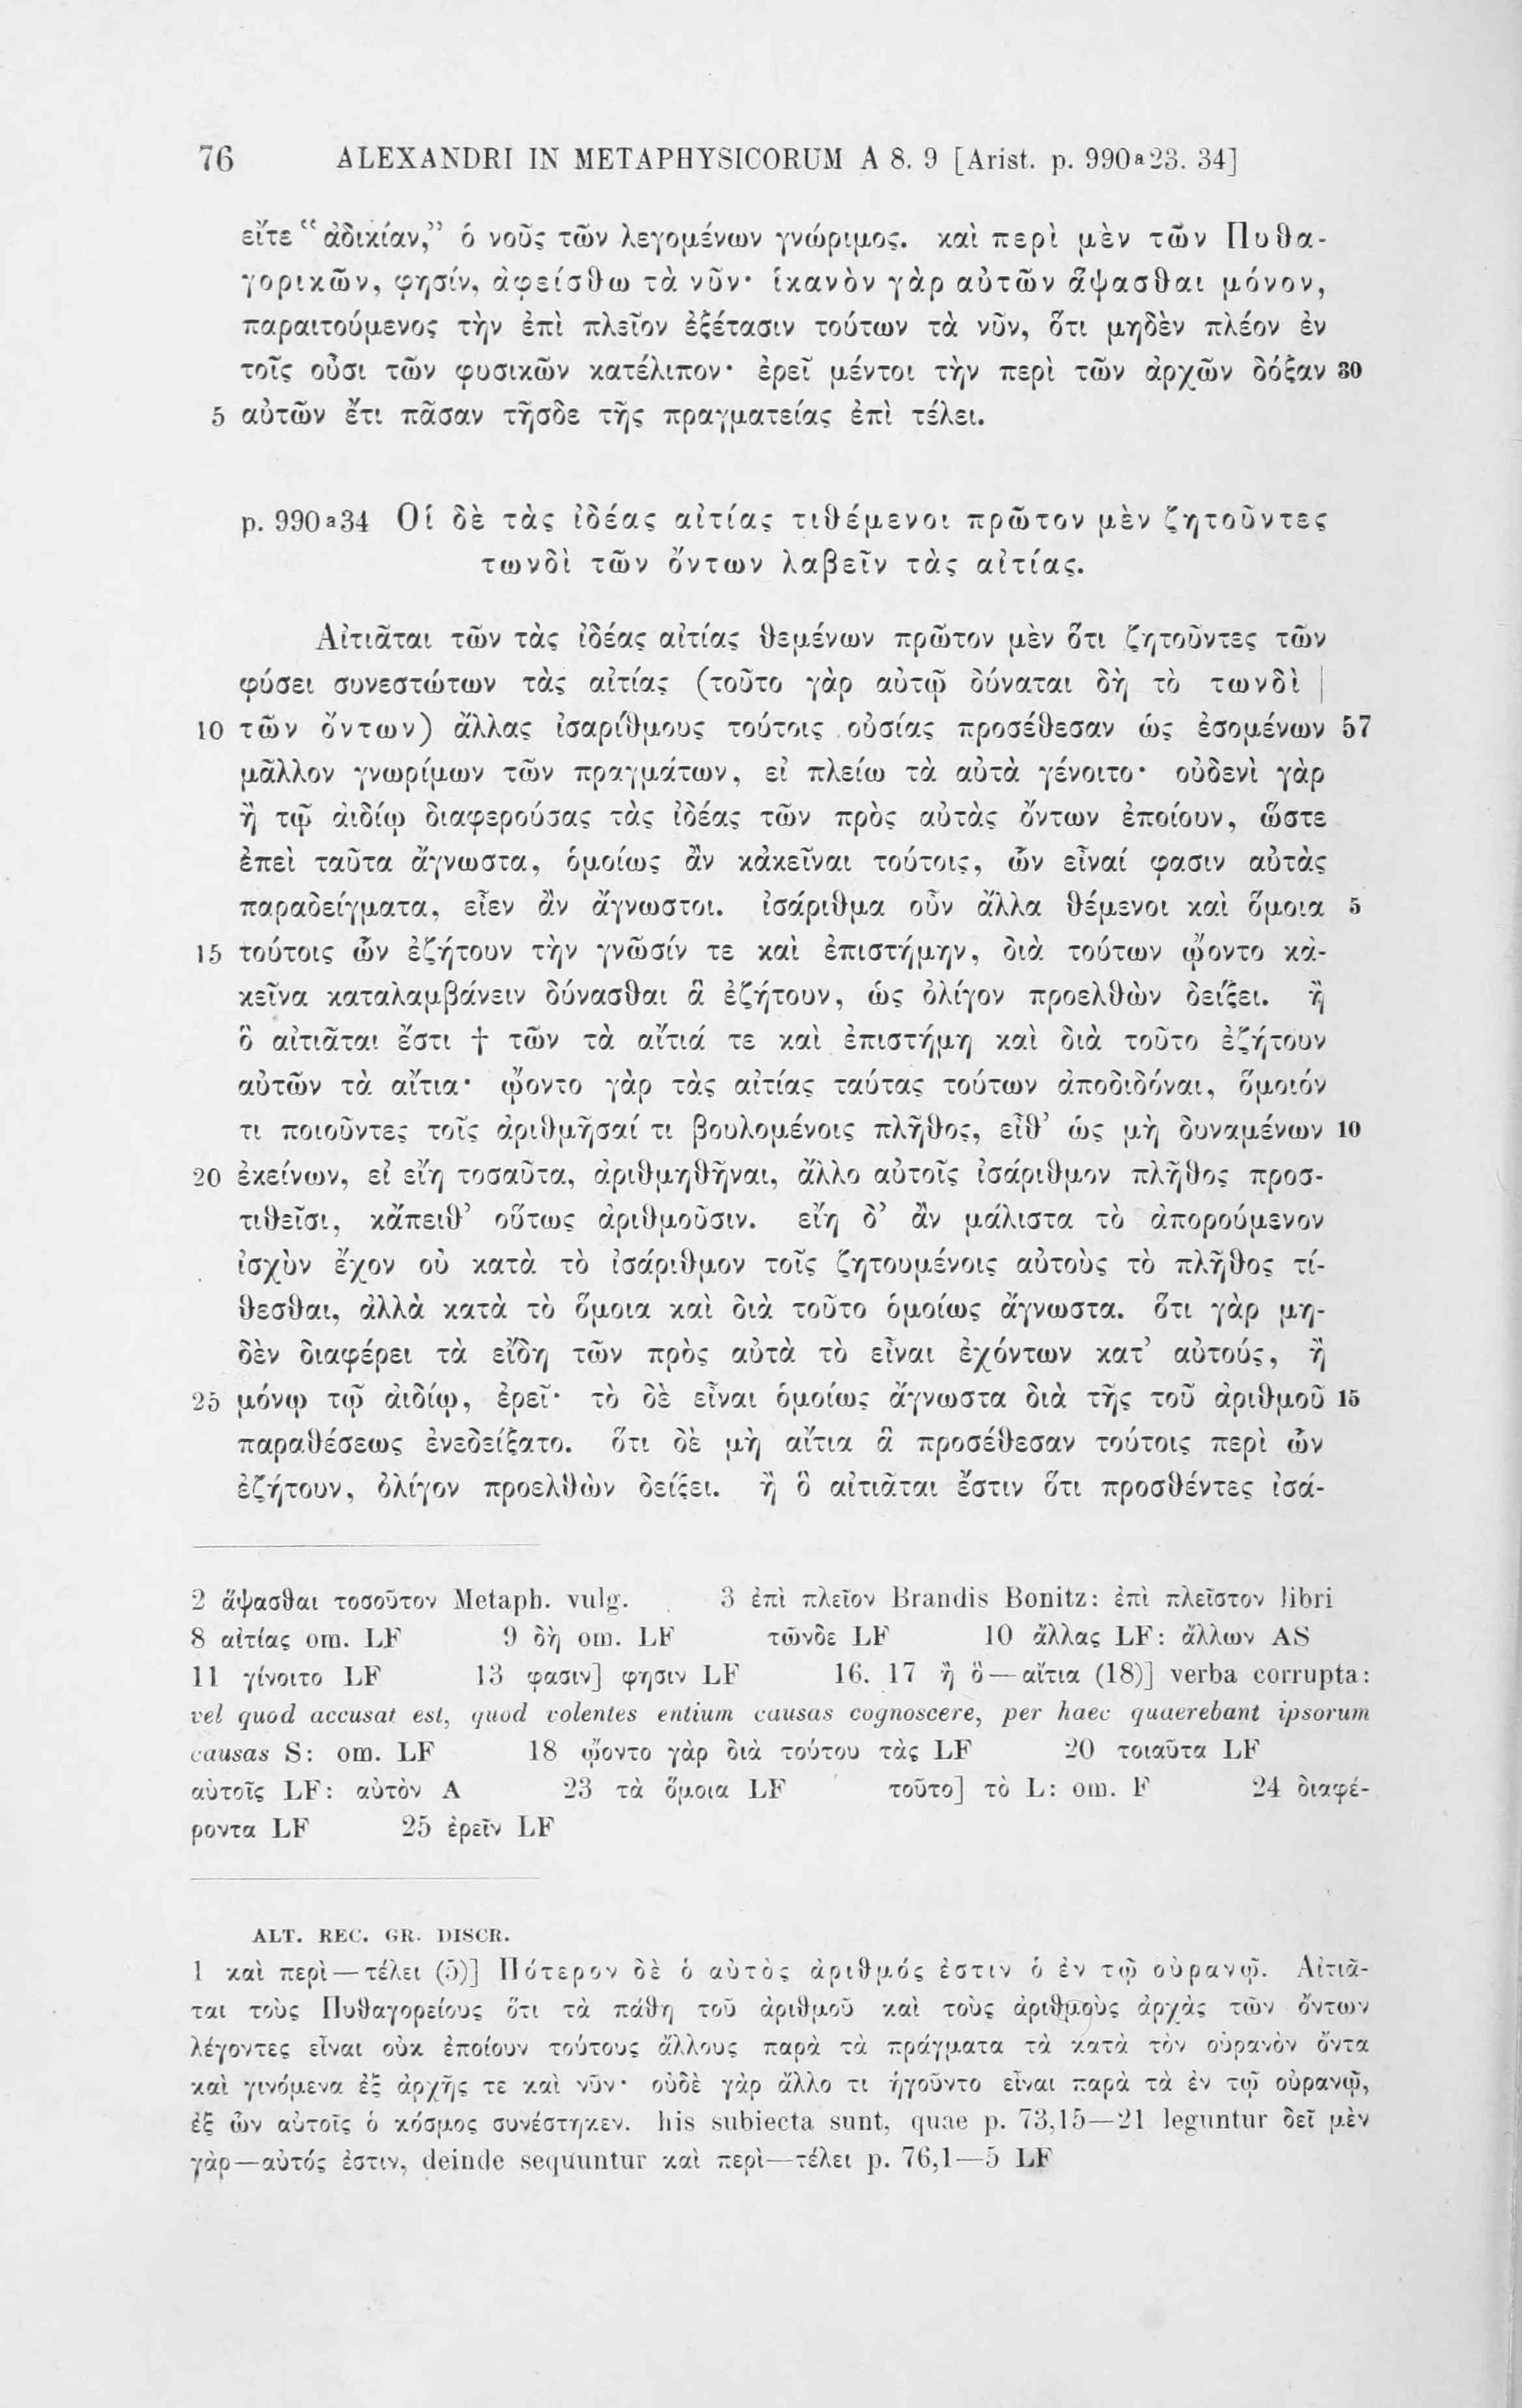 76 ALEXANDRI IN METAPHYSICORUM A 8. 9 [Arist. p. 990ᵃ23. 34]
εἴτε “ἀδικίαν,” ὁ νοῦς τῶν λεγομένων γνώριμος. καὶ περὶ μὲν τῶν Πυθα-
γορικῶν, φησίν, ἀφείσθω τὰ νῦν· ἱκανὸν γὰρ αὐτῶν ἅψασθαι μόνον,
παραιτούμενος τὴν ἐπὶ πλεῖον ἐξέτασιν τούτων τὰ νῦν, ὅτι μηδὲν πλέον ἐν
τοῖς οὖσι τῶν φυσικῶν κατέλιπον· ἐρεῖ μέντοι τὴν περὶ τῶν ἀρχῶν δόξαν 30
5 αὐτῶν ἔτι πᾶσαν τῆσδε τῆς πραγματείας ἐπὶ τέλει.
p. 990ᵃ34 Οἱ δὲ τὰς ἰδέας αἰτίας τιθέμενοι πρῶτον μὲν ζητοῦντες
τωνδὶ τῶν ὄντων λαβεῖν τὰς αἰτίας.
Αἰτιᾶται τῶν τὰς ἰδέας αἰτίας θεμένων πρῶτον μὲν ὅτι ζητοῦντες τῶν
φύσει συνεστώτων τὰς αἰτίας (τοῦτο γὰρ αὐτῷ δύναται δὴ τὸ τωνδὶ |
10 τῶν ὄντων) ἄλλας ἰσαρίθμους τούτοις οὐσίας προσέθεσαν ὡς ἐσομένων 57
μᾶλλον γνωρίμων τῶν πραγμάτων, εἰ πλείω τὰ αὐτὰ γένοιτο· οὐδενὶ γὰρ
ἢ τῷ ἀιδίῳ διαφερούσας τὰς ἰδέας τῶν πρὸς αὐτὰς ὄντων ἐποίουν, ὥστε
ἐπεὶ ταῦτα ἄγνωστα, ὁμοίως ἂν κἀκεῖναι τούτοις, ὧν εἶναί φασιν αὐτὰς
παραδείγματα, εἶεν ἂν ἄγνωστοι. ἰσάριθμα οὖν ἄλλα θέμενοι καὶ ὅμοια 5
15 τούτοις ὧν ἐζήτουν τὴν γνῶσίν τε καὶ ἐπιστήμην, διὰ τούτων ᾤοντο κἀ-
κεῖνα καταλαμβάνειν δύνασθαι ἃ ἐζήτουν, ὡς ὀλίγον προελθὼν δείξει. ἢ
ὃ αἰτιᾶται ἔστι † τῶν τὰ αἴτιά τε καὶ ἐπιστήμη καὶ διὰ τοῦτο ἐζήτουν
αὐτῶν τὰ αἴτια· ᾤοντο γὰρ τὰς αἰτίας ταύτας τούτων ἀποδιδόναι, ὅμοιόν
τι ποιοῦντες τοῖς ἀριθμῆσαί τι βουλομένοις πλῆθος, εἶθ’ ὡς μὴ δυναμένων 10
20 ἐκείνων, εἰ εἴη τοσαῦτα, ἀριθμηθῆναι, ἄλλο αὐτοῖς ἰσάριθμον πλῆθος προσ-
τιθεῖσι, κἄπειθ’ οὕτως ἀριθμοῦσιν. εἴη δ’ ἂν μάλιστα τὸ ἀπορούμενον
ἰσχὺν ἔχον οὐ κατὰ τὸ ἰσάριθμον τοῖς ζητουμένοις αὐτοὺς τὸ πλῆθος τί-
θεσθαι, ἀλλὰ κατὰ τὸ ὅμοια καὶ διὰ τοῦτο ὁμοίως ἄγνωστα. ὅτι γὰρ μη-
δὲν διαφέρει τὰ εἴδη τῶν πρὸς αὐτὰ τὸ εἶναι ἐχόντων κατ’ αὐτούς, ἢ
25 μόνῳ τῷ ἀιδίῳ, ἐρεῖ· τὸ δὲ εἶναι ὁμοίως ἄγνωστα διὰ τῆς τοῦ ἀριθμοῦ 15
παραθέσεως ἐνεδείξατο. ὅτι δὲ μὴ αἴτια ἃ προσέθεσαν τούτοις περὶ ὧν
ἐζήτουν, ὀλίγον προελθὼν δείξει. ἢ ὃ αἰτιᾶται ἔστιν ὅτι προσθέντες ἰσά-
2 ἅψασθαι τοσοῦτον Metaph. vulg. 3 ἐπὶ πλεῖον Brandis Bonitz: ἐπὶ πλεῖστον libri
8 αἰτίας om. LF 9 δὴ om. LF τῶνδε LF 10 ἄλλας LF: ἄλλων AS
11 γίνοιτο LF 13 φασιν] φησιν LF 16. 17 ἢ ὃ—αἴτια (18)] verba corrupta:
vel quod accusat est, quod volentes entium causas cognoscere, per haec quaerebant ipsorum
causas S: om. LF 18 ᾤοντο γὰρ διὰ τούτου τὰς LF 20 τοιαῦτα LF
αὐτοῖς LF: αὐτὸν A 23 τὰ ὅμοια LF τοῦτο] τὸ L: om. F 24 διαφέ-
ροντα LF 25 ἐρεῖν LF
ALT. REC. GR. DISCR.
1 καὶ περὶ—τέλει (5)] Πότερον δὲ ὁ αὐτὸς ἀριθμός ἐστιν ὁ ἐν τῷ οὐρανῷ. Αἰτιᾶ-
ται τοὺς Πυθαγορείους ὅτι τὰ πάθη τοῦ ἀριθμοῦ καὶ τοὺς ἀριθμοὺς ἀρχὰς τῶν ὄντων
λέγοντες εἶναι οὐκ ἐποίουν τούτους ἄλλους παρὰ τὰ πράγματα τὰ κατὰ τὸν οὐρανὸν ὄντα
καὶ γινόμενα ἐξ ἀρχῆς τε καὶ νῦν· οὐδὲ γὰρ ἄλλο τι ἡγοῦντο εἶναι παρὰ τὰ ἐν τῷ οὐρανῷ,
ἐξ ὧν αὐτοῖς ὁ κόσμος συνέστηκεν. his subiecta sunt, quae p. 73,15—21 leguntur δεῖ μὲν
γὰρ—αὐτός ἐστιν, deinde sequuntur καὶ περὶ—τέλει p. 76,1—5 LF